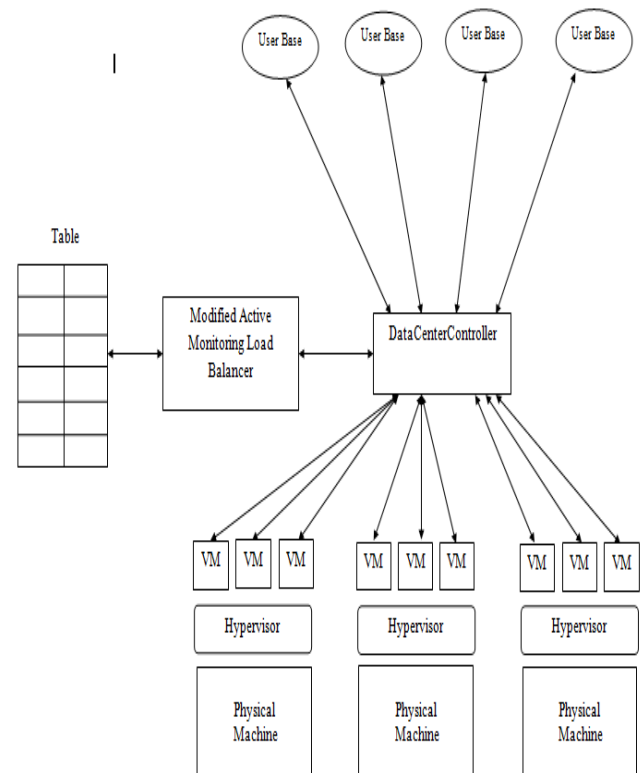 User Base
User Base
User Base
User Base
Table
Modified Active
Monitoring Load
Balancer
DataCenterController
VM
VM
VM
VM
VM
VM
VM
VM
VM
Hypervisor
Hypervisor
Hypervisor
Physical
Machine
Physical
Machine
Physical
Machine